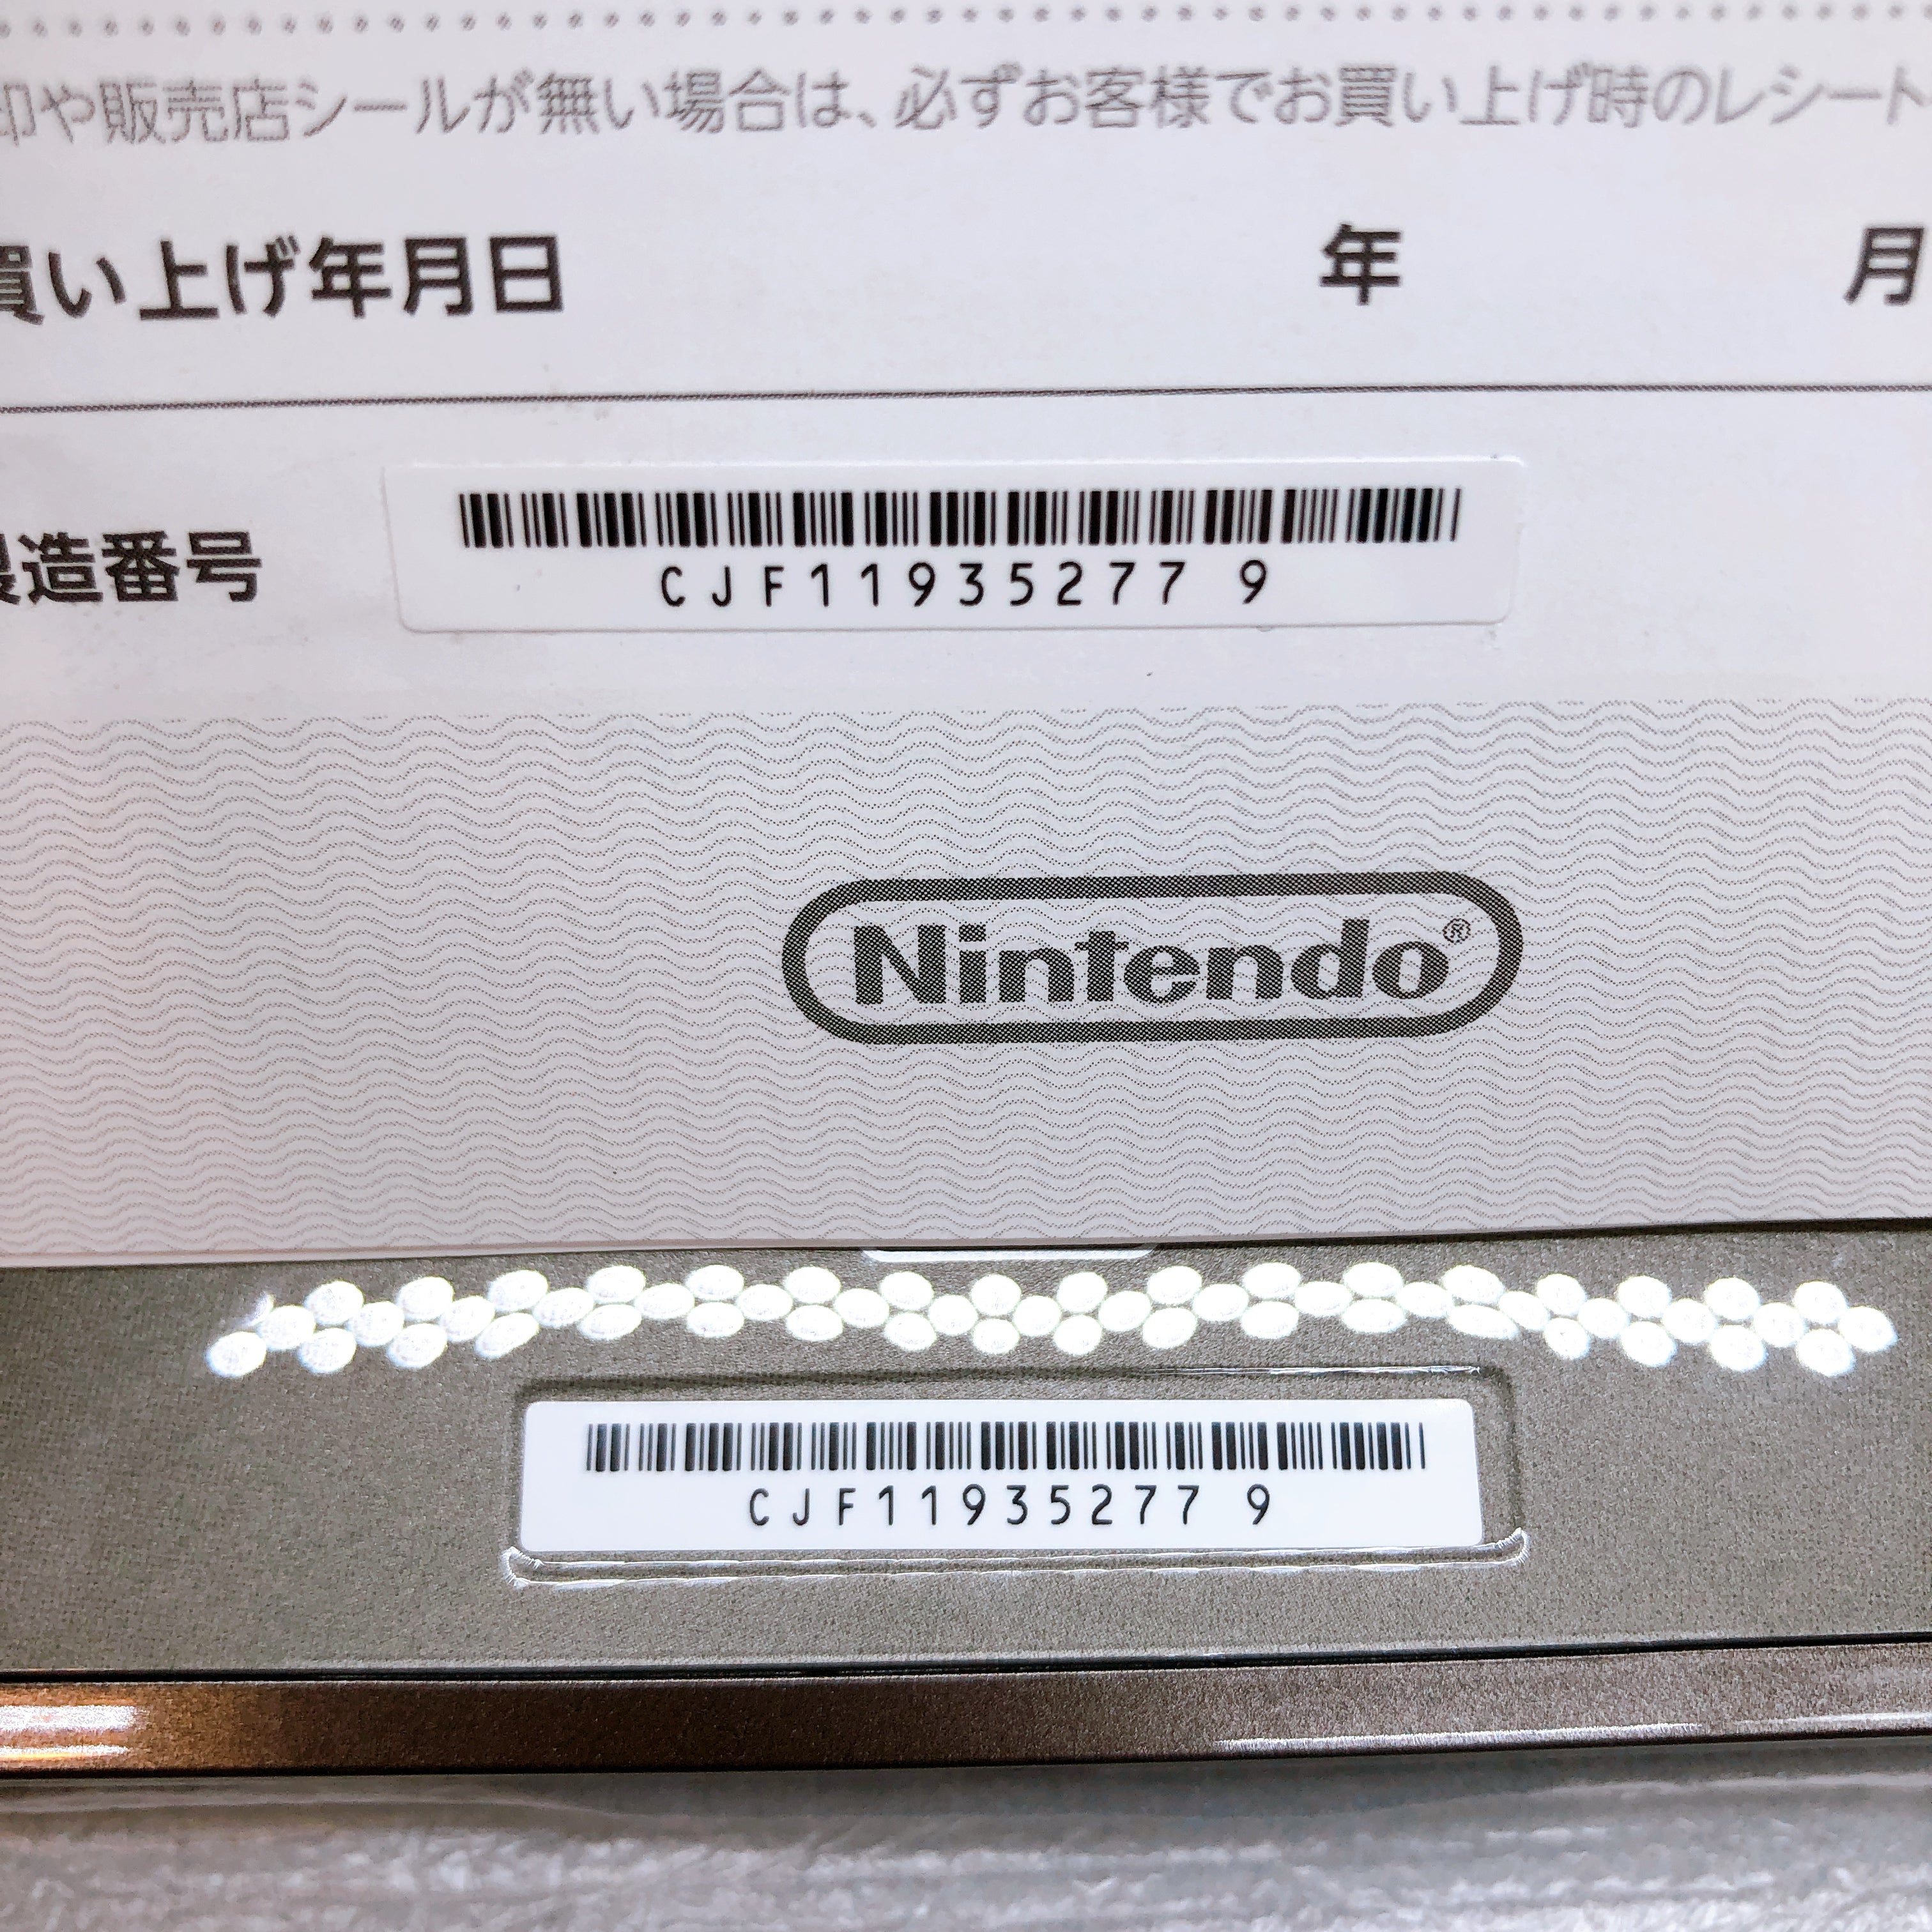 印や販売店シールが無い場合は、必ずお客様でお買い上げ時のレシート
買い上げ年月日 年 月
製造番号 CJF11935277 9
Nintendo®
CJF11935277 9